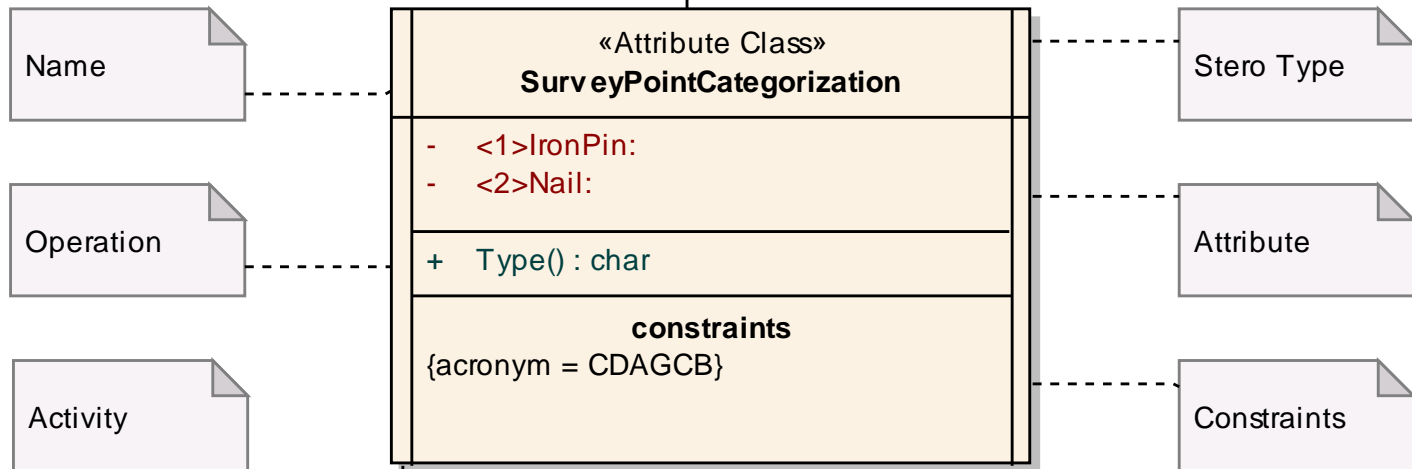 Name
Operation
Activity
«Attribute Class»
SurveyPointCategorization
- <1>IronPin:
- <2>Nail:
+ Type() : char
constraints
{acronym = CDAGCB}
Stero Type
Attribute
Constraints